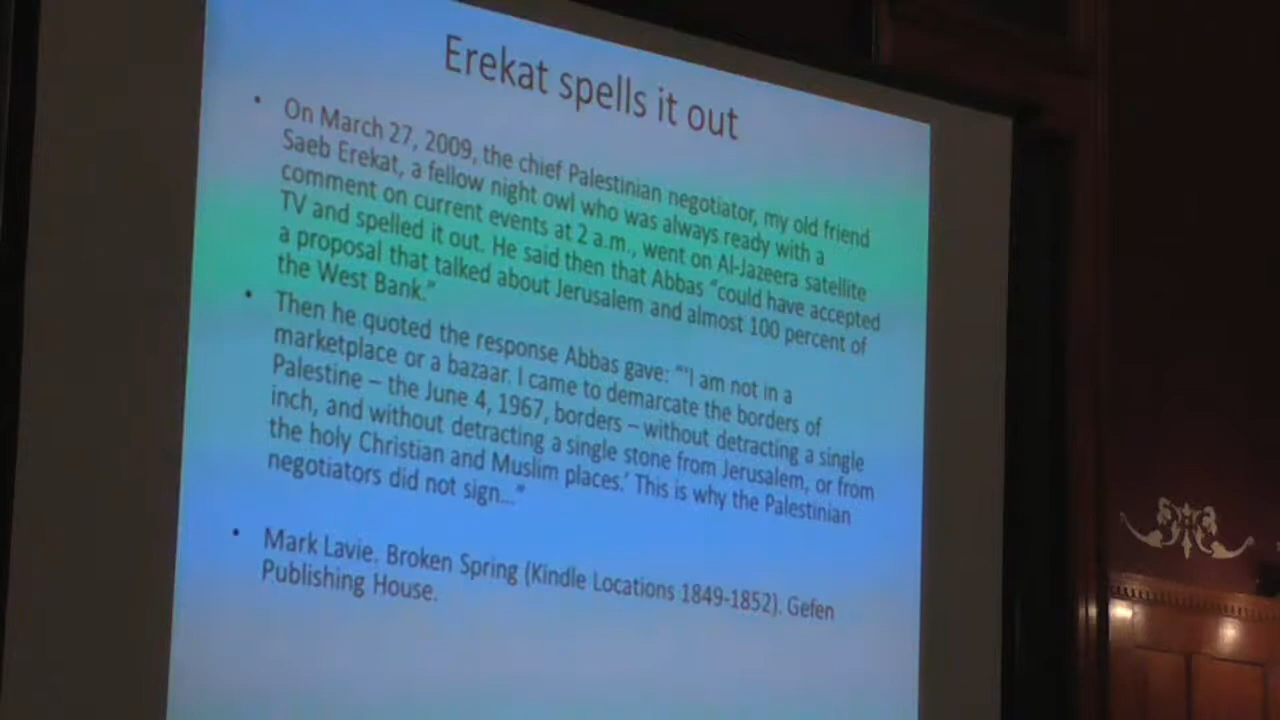 Erekat spells it out
• On March 27, 2009, the chief Palestinian negotiator, my old friend
Saeb Erekat, a fellow night owl who was always ready with a
comment on current events at 2 a.m., went on Al-Jazeera satellite
TV and spelled it out. He said then that Abbas "could have accepted
a proposal that talked about Jerusalem and almost 100 percent of
the West Bank."
• Then he quoted the response Abbas gave: "'I am not in a
marketplace or a bazaar. I came to demarcate the borders of
Palestine – the June 4, 1967, borders – without detracting a single
inch, and without detracting a single stone from Jerusalem, or from
the holy Christian and Muslim places.' This is why the Palestinian
negotiators did not sign..."
• Mark Lavie. Broken Spring (Kindle Locations 1849-1852). Gefen
Publishing House.